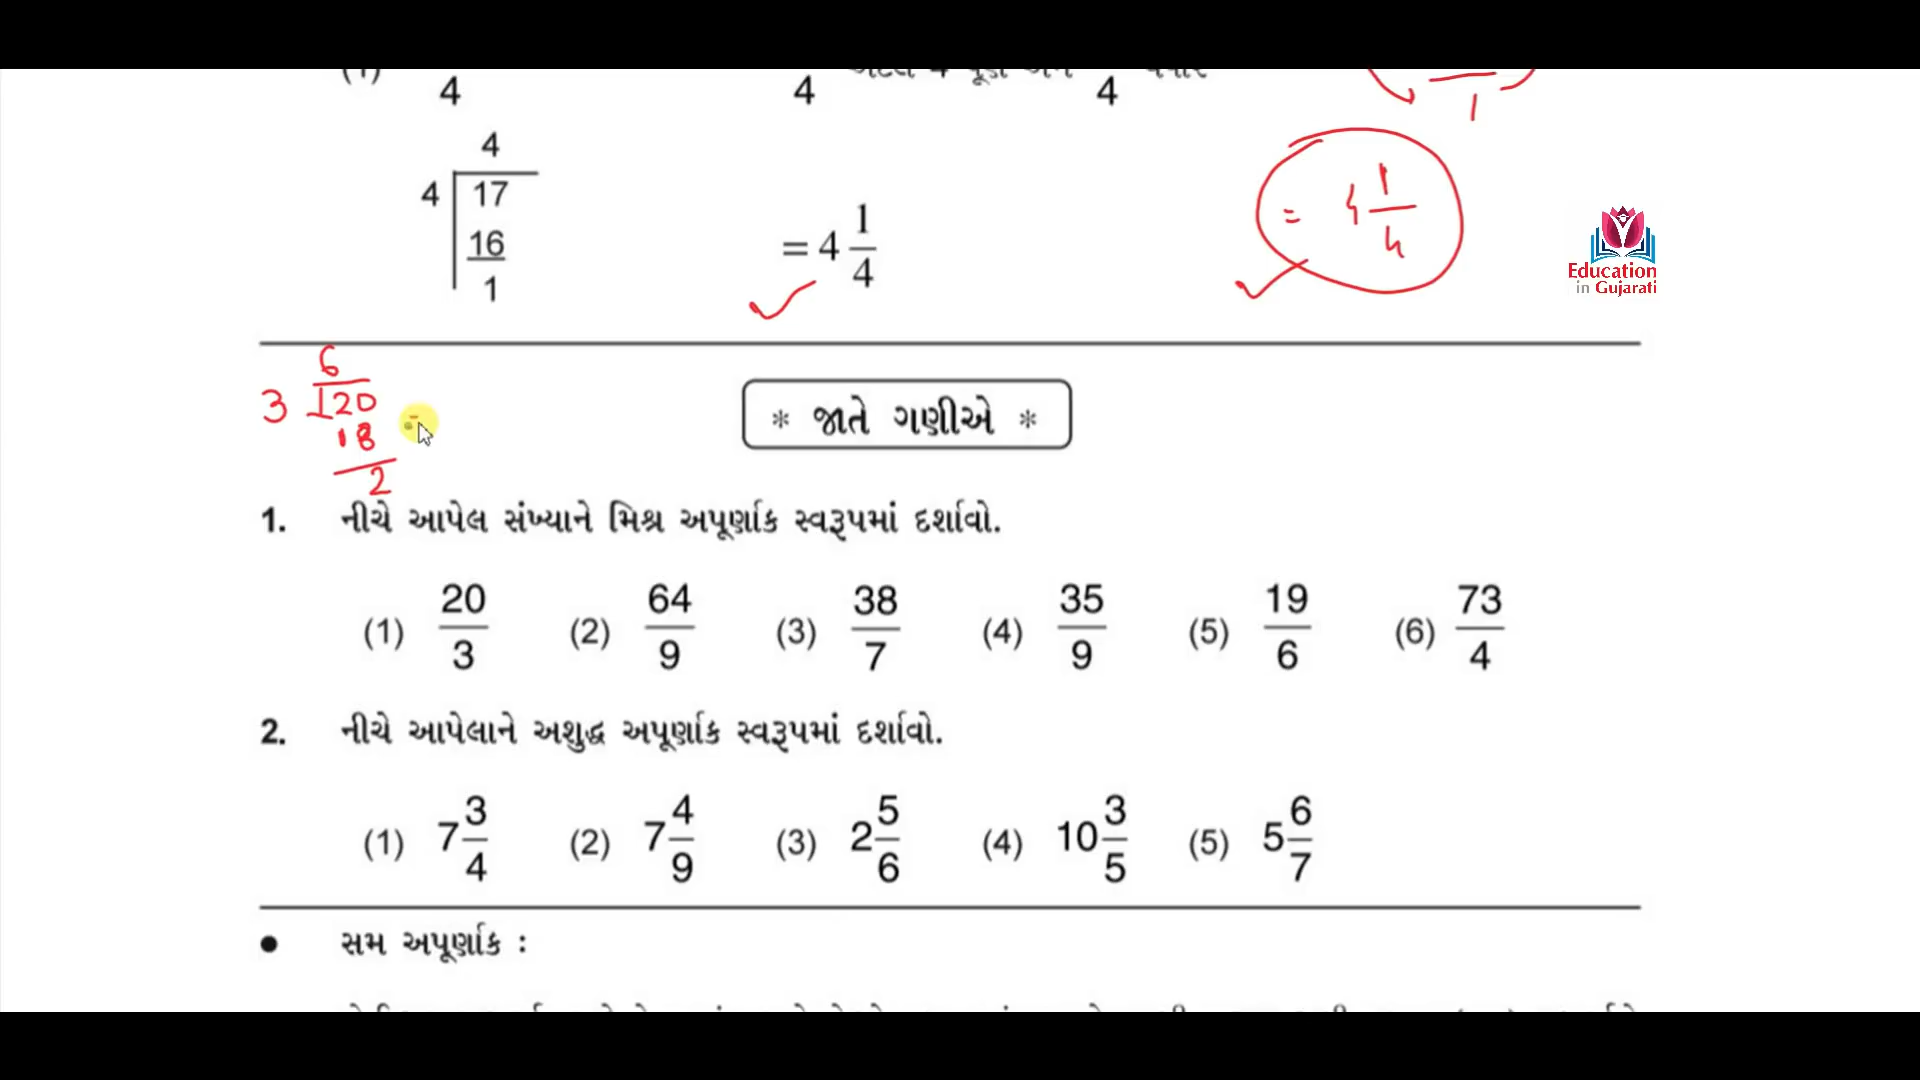 4 4 4
1
4
4 17
16
1
= 4 1/4
= 4 1/4
Education
in Gujarati
6
3 20
18
2
=
* જાતે ગણીએ *
1. નીચે આપેલ સંખ્યાને મિશ્ર અપૂર્ણાંક સ્વરૂપમાં દર્શાવો.
(1) 20/3 (2) 64/9 (3) 38/7 (4) 35/9 (5) 19/6 (6) 73/4
2. નીચે આપેલાને અશુદ્ધ અપૂર્ણાંક સ્વરૂપમાં દર્શાવો.
(1) 7 3/4 (2) 7 4/9 (3) 2 5/6 (4) 10 3/5 (5) 5 6/7
● સમ અપૂર્ણાંક :